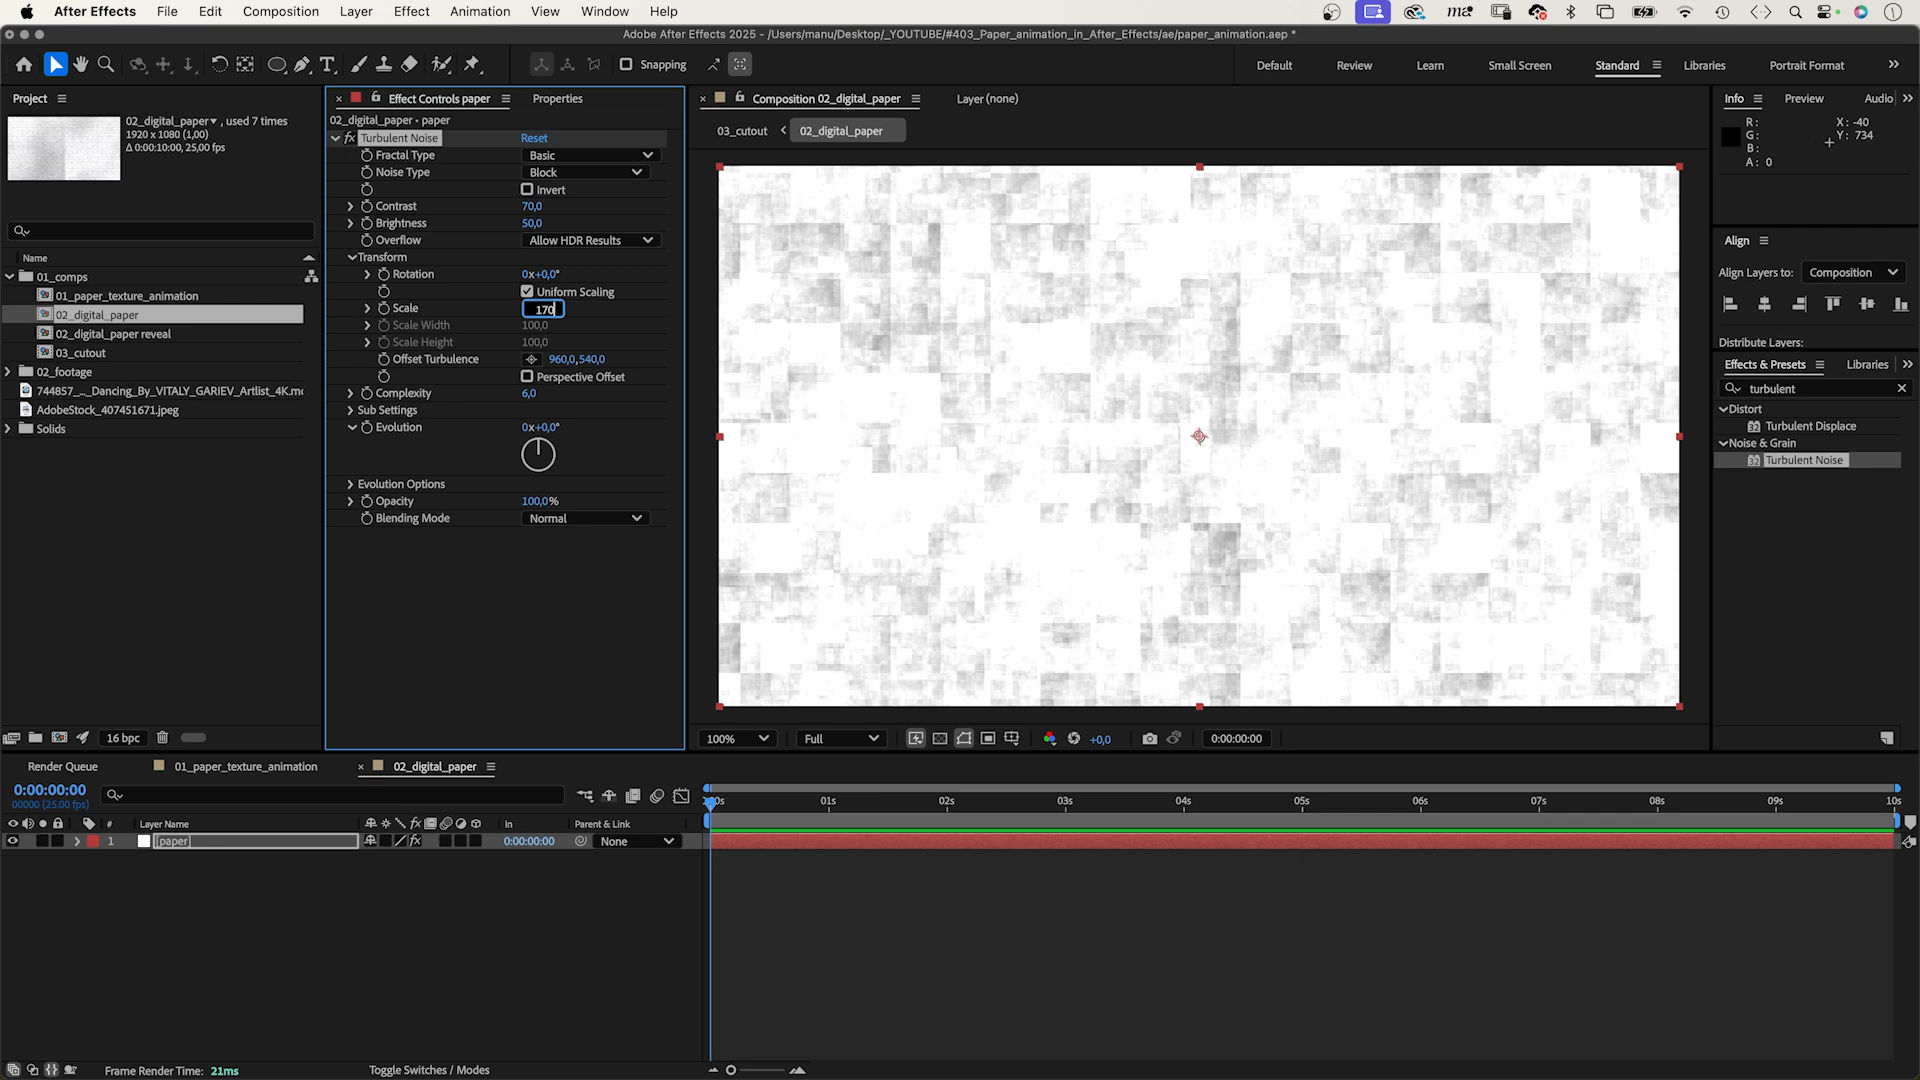 After Effects File Edit Composition Layer Effect Animation View Window Help
Adobe After Effects 2025 - /Users/manu/Desktop/_YOUTUBE/#403_Paper_animation_in_After_Effects/ae/paper_animation.aep *
Snapping
Default Review Learn Small Screen Standard Libraries Portrait Format
Project
02_digital_paper , used 7 times
1920 x 1080 (1,00)
Δ 0:00:10:00, 25,00 fps
Name
01_comps
01_paper_texture_animation
02_digital_paper
02_digital_paper reveal
03_cutout
02_footage
744857_..._Dancing_By_VITALY_GARIEV_Artlist_4K.mo
AdobeStock_407451671.jpeg
Solids
16 bpc
Effect Controls paper Properties
02_digital_paper • paper
fx Turbulent Noise Reset
Fractal Type Basic
Noise Type Block
Invert
Contrast 70,0
Brightness 50,0
Overflow Allow HDR Results
Transform
Rotation 0x+0,0°
Uniform Scaling
Scale 170
Scale Width 100,0
Scale Height 100,0
Offset Turbulence 960,0,540,0
Perspective Offset
Complexity 6,0
Sub Settings
Evolution 0x+0,0°
Evolution Options
Opacity 100,0%
Blending Mode Normal
Composition 02_digital_paper Layer (none)
03_cutout 02_digital_paper
100% Full +0,0 0:00:00:00
Info Preview Audio
R: X: -40
G: Y: 734
B:
A: 0
Align
Align Layers to: Composition
Distribute Layers:
Effects & Presets Libraries
turbulent
Distort
32 Turbulent Displace
Noise & Grain
32 Turbulent Noise
Render Queue 01_paper_texture_animation 02_digital_paper
0:00:00:00
00000 (25.00 fps)
0s 01s 02s 03s 04s 05s 06s 07s 08s 09s 10s
# Layer Name fx In Parent & Link
1 [paper] fx 0:00:00:00 None
Frame Render Time: 21ms Toggle Switches / Modes